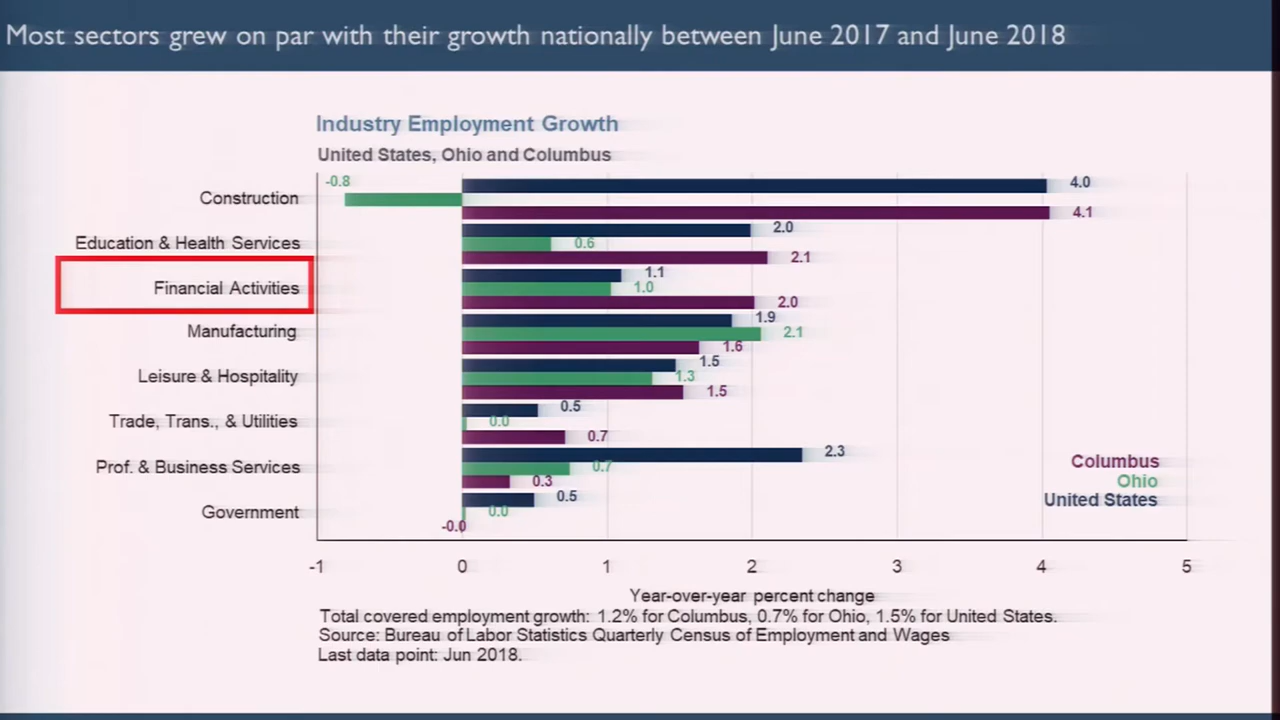 Most sectors grew on par with their growth nationally between June 2017 and June 2018
Industry Employment Growth
United States, Ohio and Columbus
-0.8
4.0
Construction
4.1
2.0
Education & Health Services
0.6
2.1
1.1
Financial Activities
1.0
2.0
1.9
Manufacturing
2.1
1.6
1.5
Leisure & Hospitality
1.3
1.5
0.5
Trade, Trans., & Utilities
0.0
0.7
2.3
Prof. & Business Services
0.7
0.3
0.5
Government
0.0
-0.0
Columbus
Ohio
United States
-1 0 1 2 3 4 5
Year-over-year percent change
Total covered employment growth: 1.2% for Columbus, 0.7% for Ohio, 1.5% for United States.
Source: Bureau of Labor Statistics Quarterly Census of Employment and Wages
Last data point: Jun 2018.